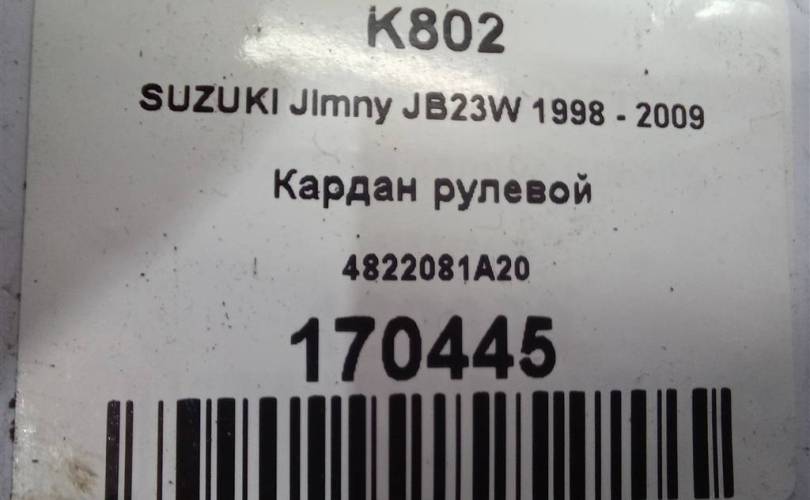 K802
SUZUKI JImny JB23W 1998 - 2009
Кардан рулевой
4822081A20
170445